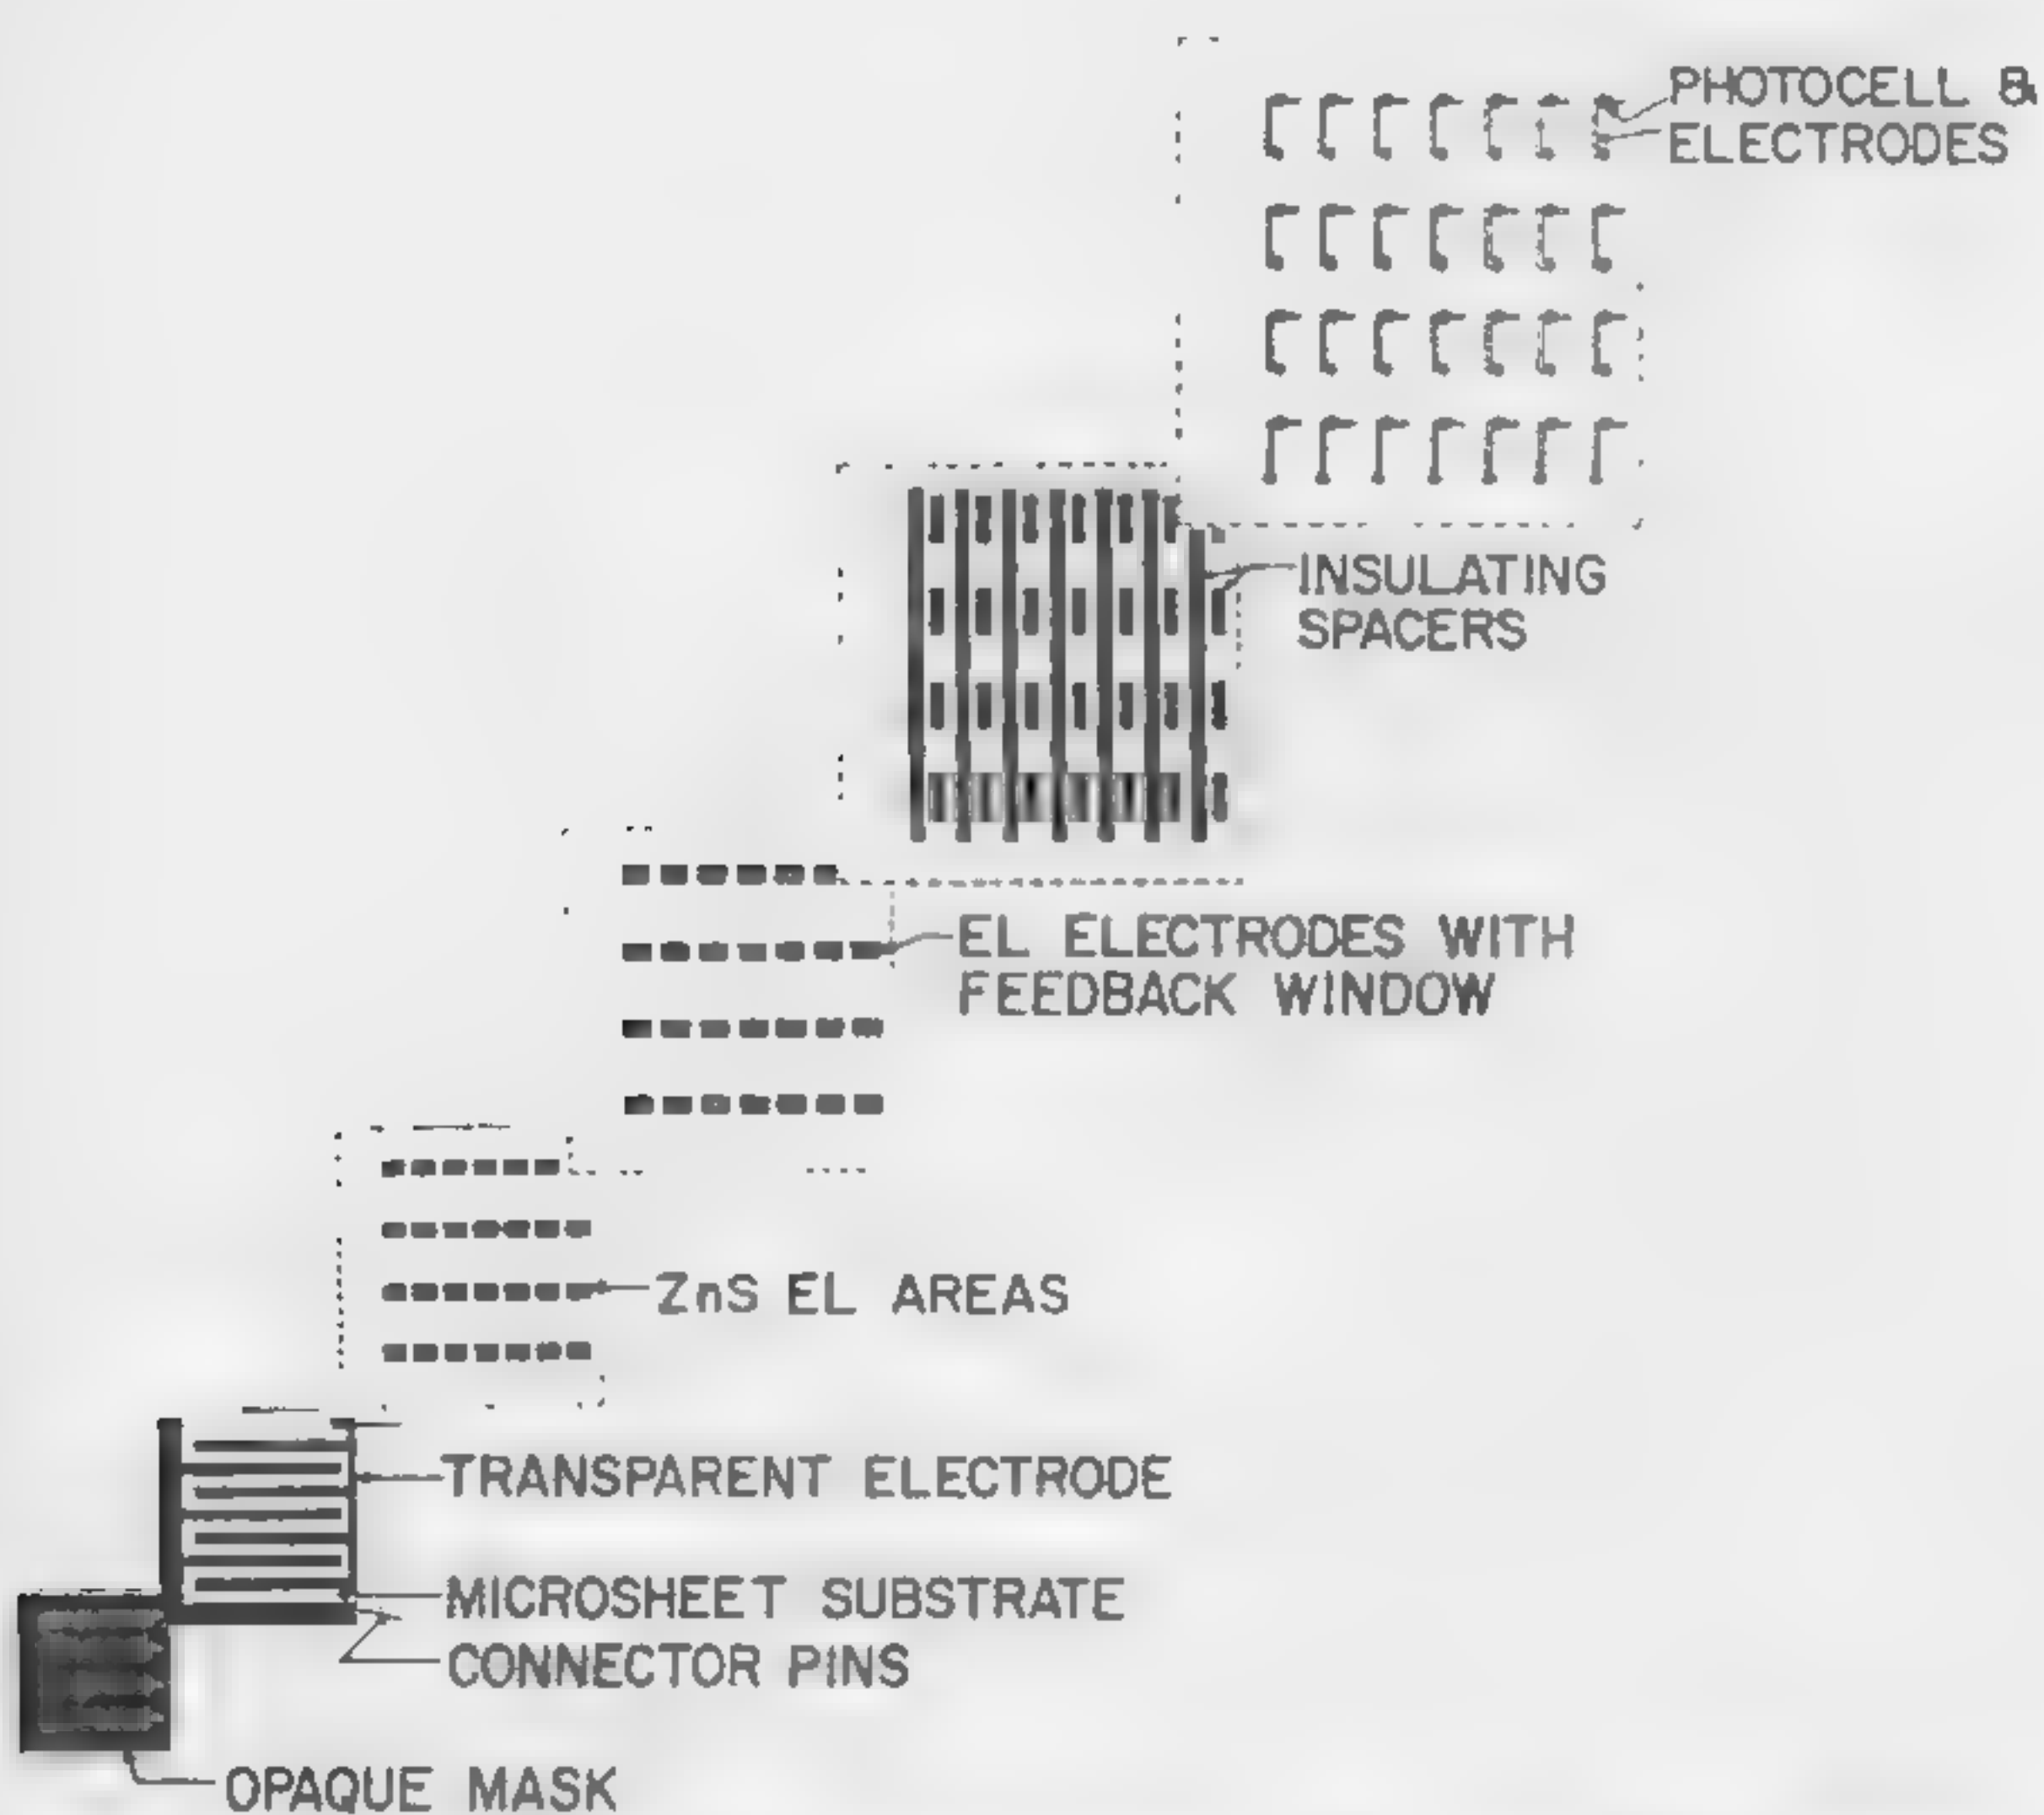 PHOTOCELL &
ELECTRODES
INSULATING
SPACERS
EL ELECTRODES WITH
FEEDBACK WINDOW
ZnS EL AREAS
TRANSPARENT ELECTRODE
MICROSHEET SUBSTRATE
CONNECTOR PINS
OPAQUE MASK